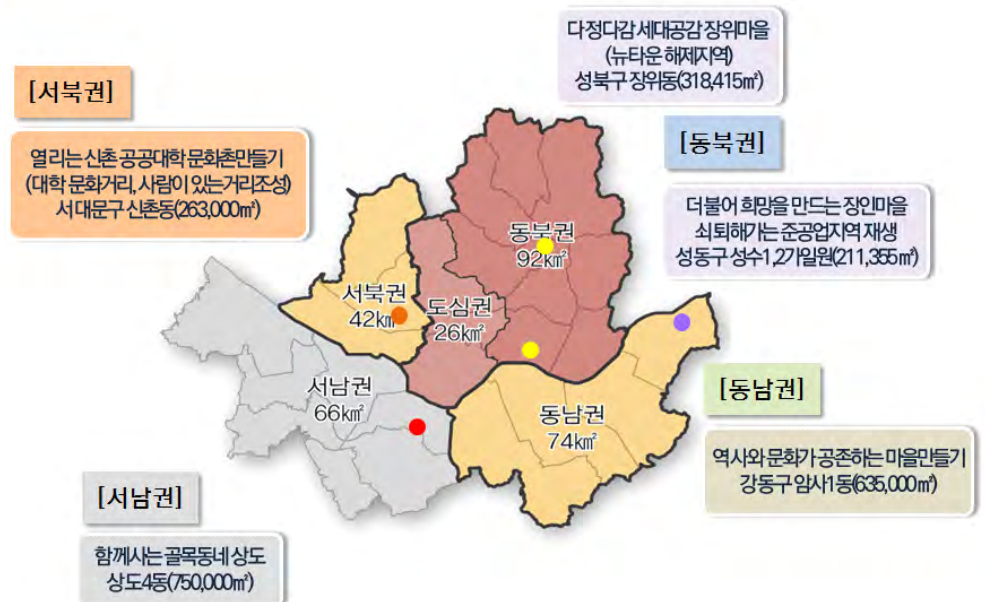 다정다감 세대공감 장위마을
(뉴타운 해제지역)
성북구 장위동(318,415㎡)
[서북권]
열리는 신촌 공공대학 문화촌만들기
(대학 문화거리, 사람이 있는거리조성)
서대문구 신촌동(263,000㎡)
[동북권]
더불어 희망을 만드는 장인마을
쇠퇴해가는 준공업지역 재생
성동구 성수1,2가일원(211,355㎡)
동북권
92㎢
서북권
42㎢
도심권
26㎢
서남권
66㎢
동남권
74㎢
[동남권]
역사와 문화가 공존하는 마을만들기
강동구 암사1동(635,000㎡)
[서남권]
함께사는 골목동네 상도
상도4동(750,000㎡)